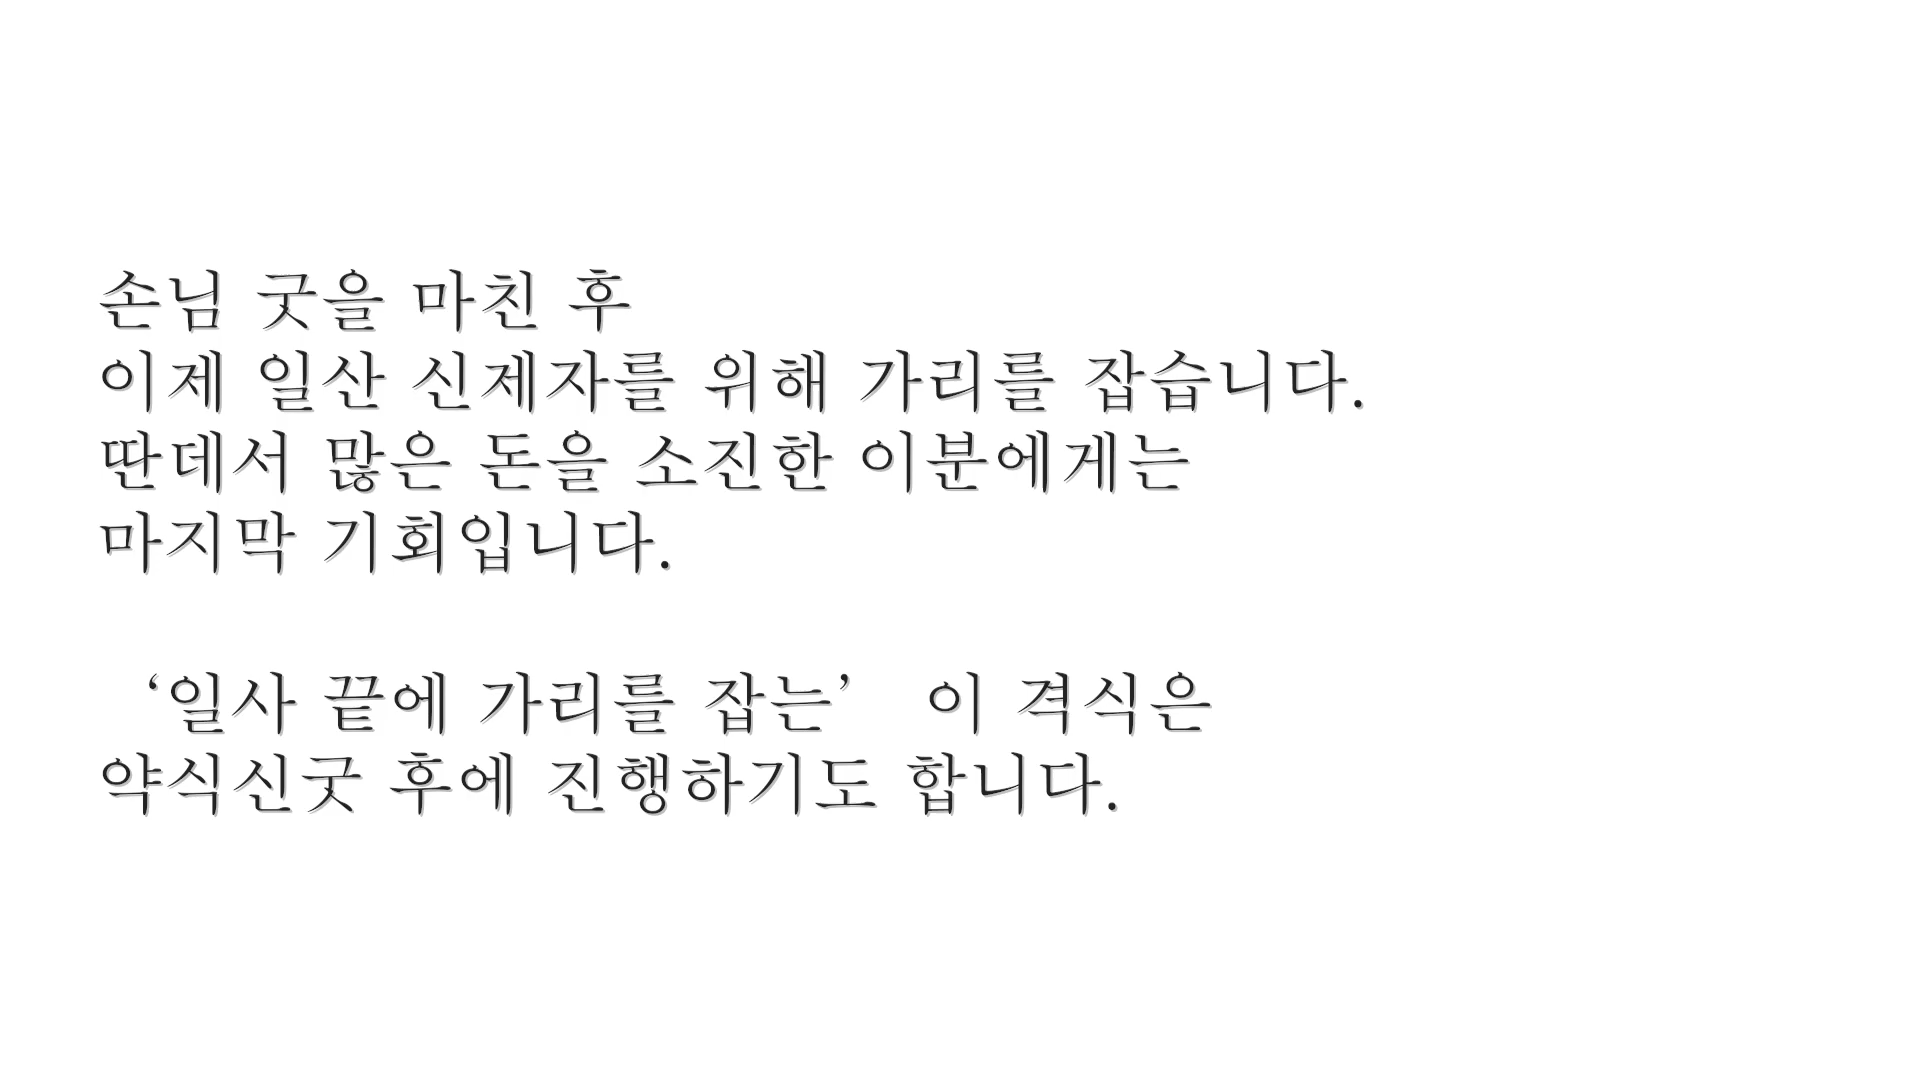 손님 굿을 마친 후
이제 일산 신제자를 위해 가리를 잡습니다.
딴데서 많은 돈을 소진한 이분에게는
마지막 기회입니다.
‘일사 끝에 가리를 잡는’ 이 격식은
약식신굿 후에 진행하기도 합니다.